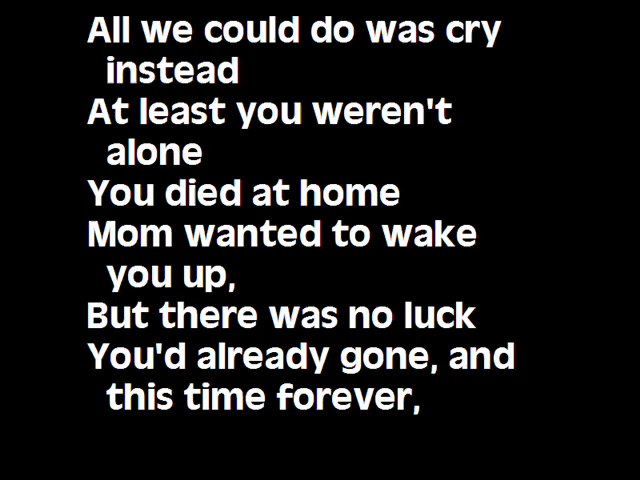 All we could do was cry
instead
At least you weren't
alone
You died at home
Mom wanted to wake
you up,
But there was no luck
You'd already gone, and
this time forever,